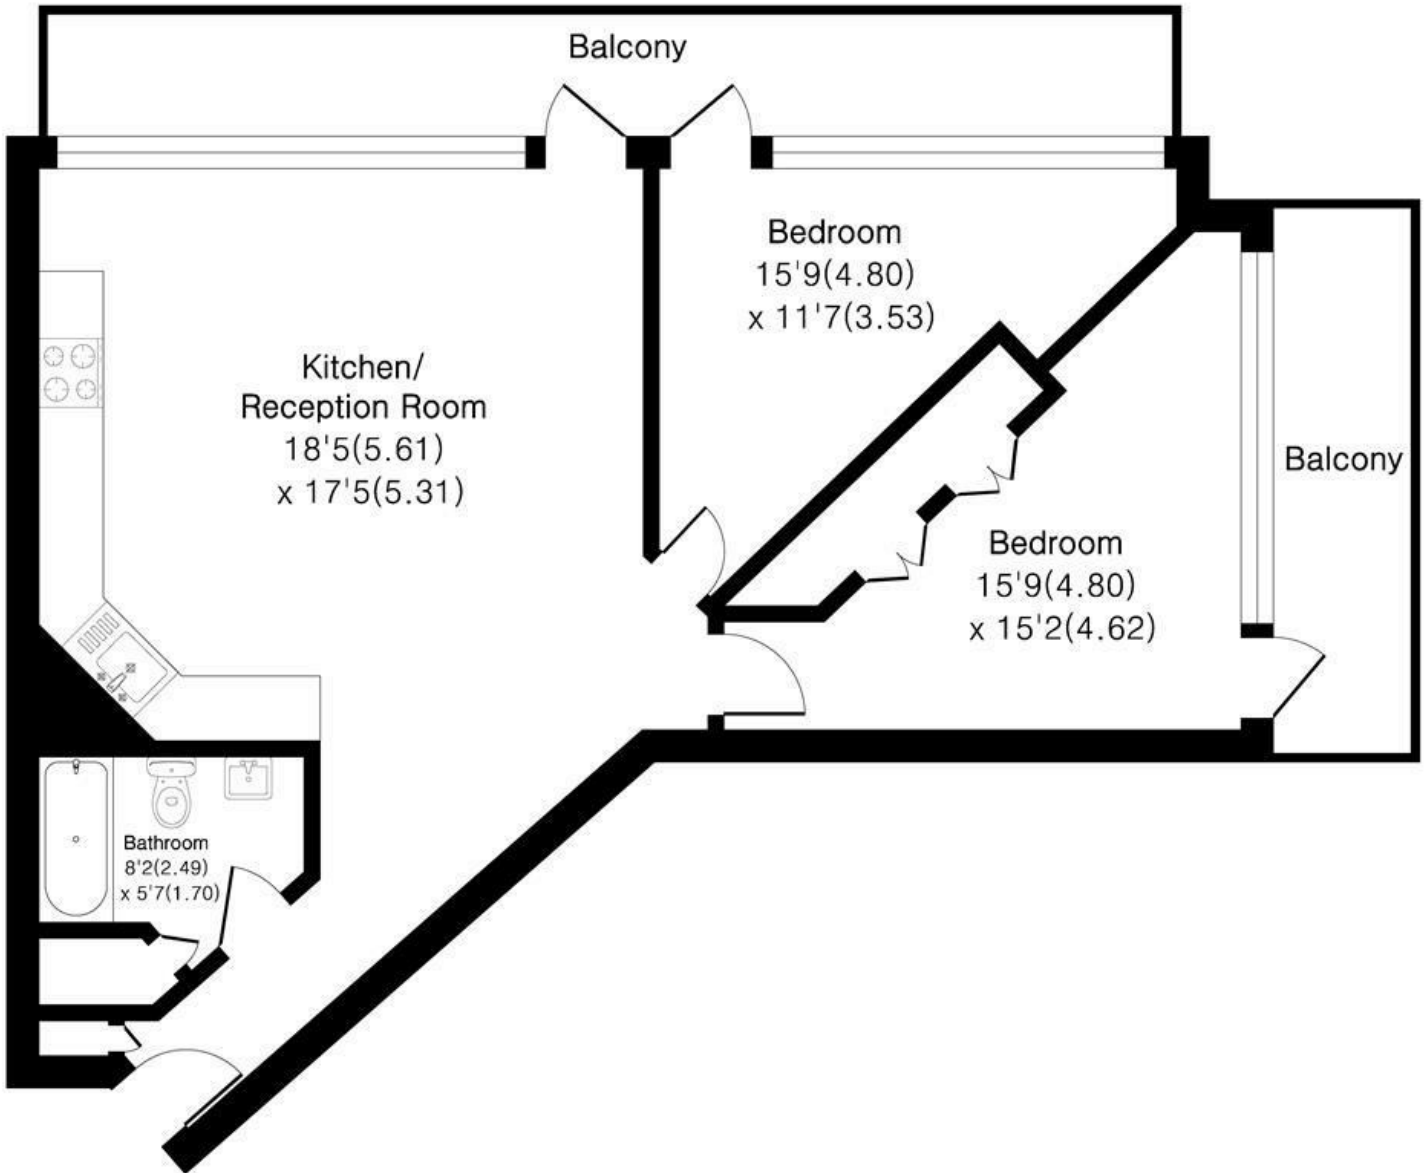 Balcony
Bedroom
15'9(4.80)
x 11'7(3.53)
Kitchen/
Reception Room
18'5(5.61)
x 17'5(5.31)
Balcony
Bedroom
15'9(4.80)
x 15'2(4.62)
Bathroom
8'2(2.49)
x 5'7(1.70)